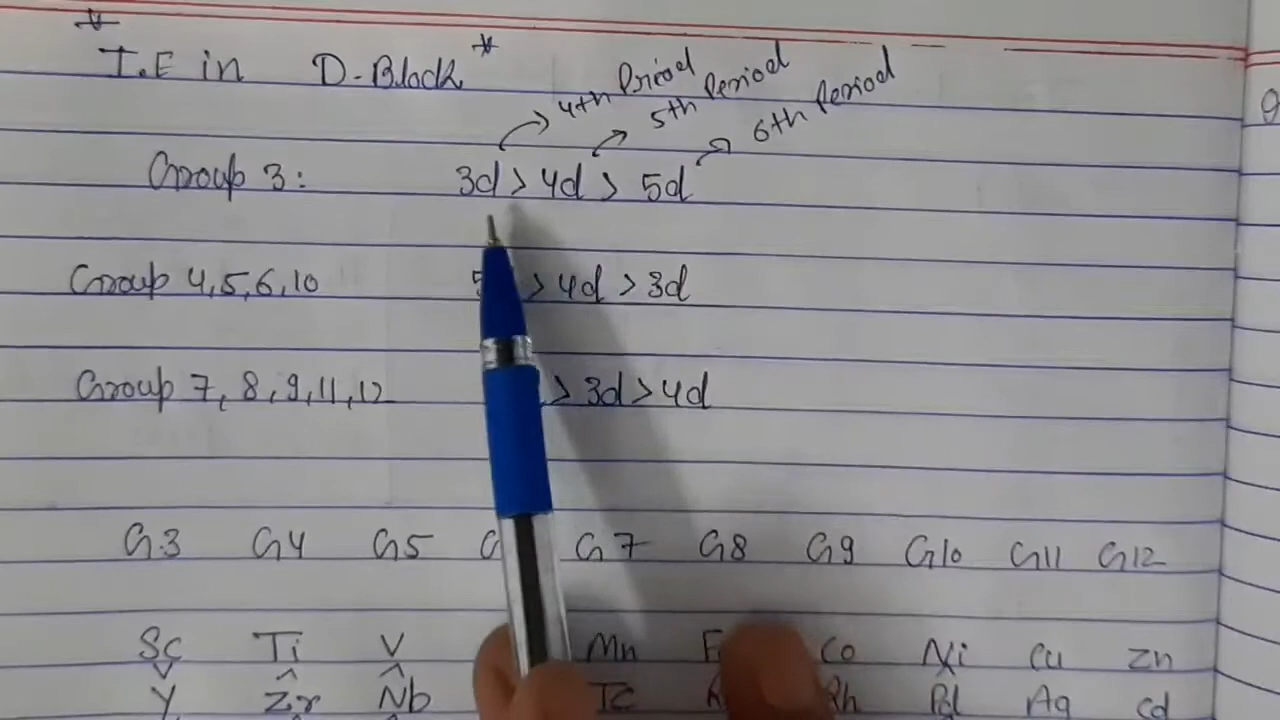 I.E in D-Block
4th Priod
5th Period
6th Period
Group 3: 3d > 4d > 5d
Group 4,5,6,10 > 4d > 3d
Group 7, 8, 9, 11, 12 > 3d > 4d
G3 G4 G5 G7 G8 G9 G10 G11 G12
Sc Ti V Mn Co Ni Cu Zn
Y Zr Nb Tc Rh Pd Ag Cd